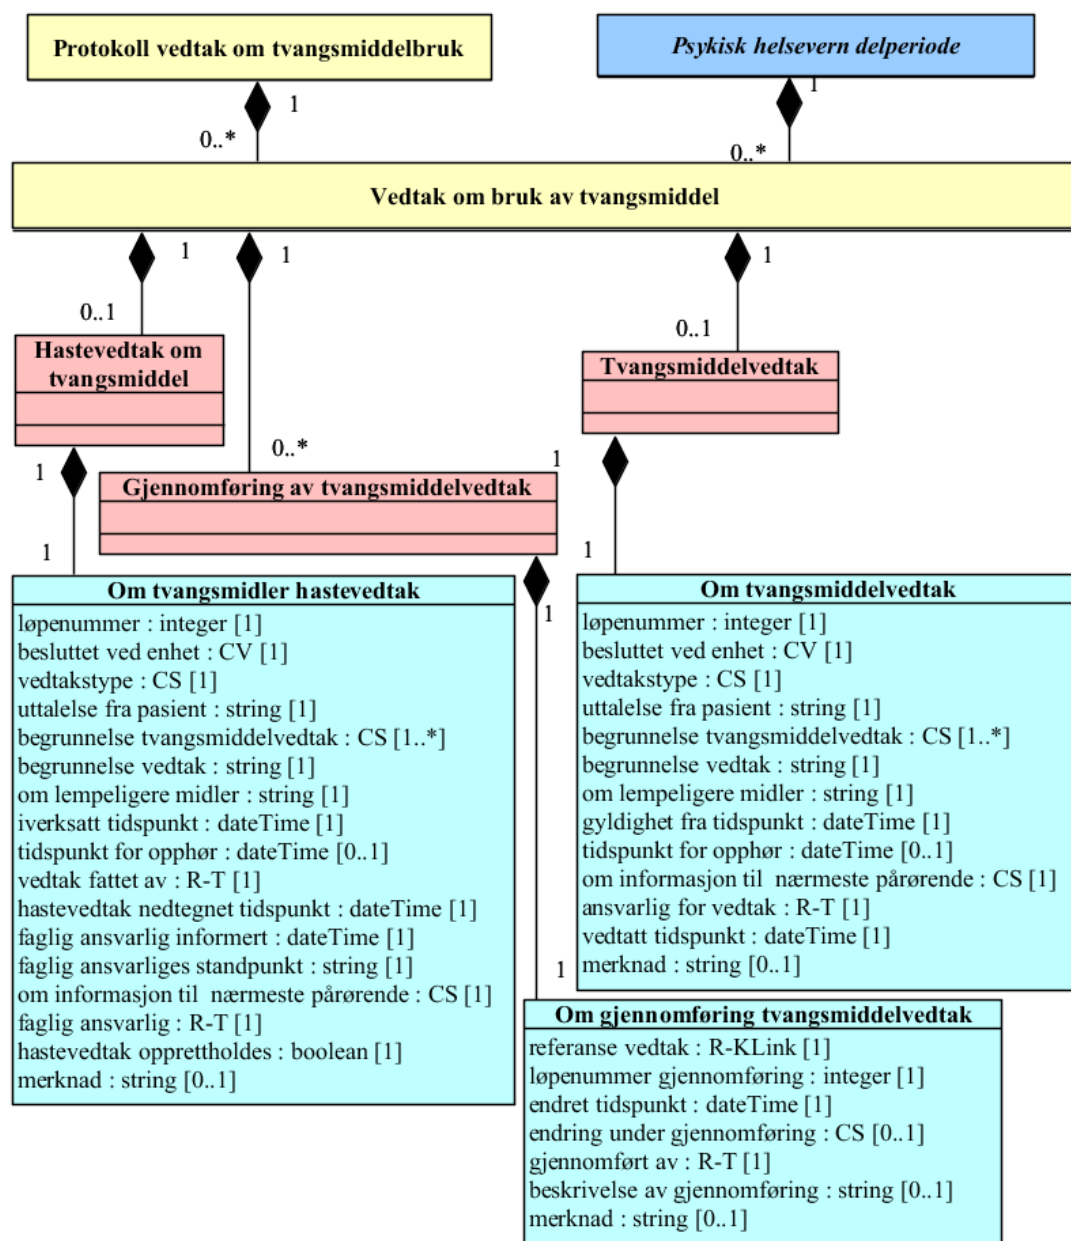 Protokoll vedtak om tvangsmiddelbruk
Psykisk helsevern delperiode
1
1
0..*
0..*
Vedtak om bruk av tvangsmiddel
1
1
1
0..1
0..1
Hastevedtak om
tvangsmiddel
Tvangsmiddelvedtak
0..*
1
1
Gjennomføring av tvangsmiddelvedtak
1
1
1
Om tvangsmidler hastevedtak
løpenummer : integer [1]
besluttet ved enhet : CV [1]
vedtakstype : CS [1]
uttalelse fra pasient : string [1]
begrunnelse tvangsmiddelvedtak : CS [1..*]
begrunnelse vedtak : string [1]
om lempeligere midler : string [1]
iverksatt tidspunkt : dateTime [1]
tidspunkt for opphør : dateTime [0..1]
vedtak fattet av : R-T [1]
hastevedtak nedtegnet tidspunkt : dateTime [1]
faglig ansvarlig informert : dateTime [1]
faglig ansvarliges standpunkt : string [1]
om informasjon til  nærmeste pårørende : CS [1]
faglig ansvarlig : R-T [1]
hastevedtak opprettholdes : boolean [1]
merknad : string [0..1]
Om tvangsmiddelvedtak
løpenummer : integer [1]
besluttet ved enhet : CV [1]
vedtakstype : CS [1]
uttalelse fra pasient : string [1]
begrunnelse tvangsmiddelvedtak : CS [1..*]
begrunnelse vedtak : string [1]
om lempeligere midler : string [1]
gyldighet fra tidspunkt : dateTime [1]
tidspunkt for opphør : dateTime [0..1]
om informasjon til  nærmeste pårørende : CS [1]
ansvarlig for vedtak : R-T [1]
vedtatt tidspunkt : dateTime [1]
merknad : string [0..1]
1
Om gjennomføring tvangsmiddelvedtak
referanse vedtak : R-KLink [1]
løpenummer gjennomføring : integer [1]
endret tidspunkt : dateTime [1]
endring under gjennomføring : CS [0..1]
gjennomført av : R-T [1]
beskrivelse av gjennomføring : string [0..1]
merknad : string [0..1]